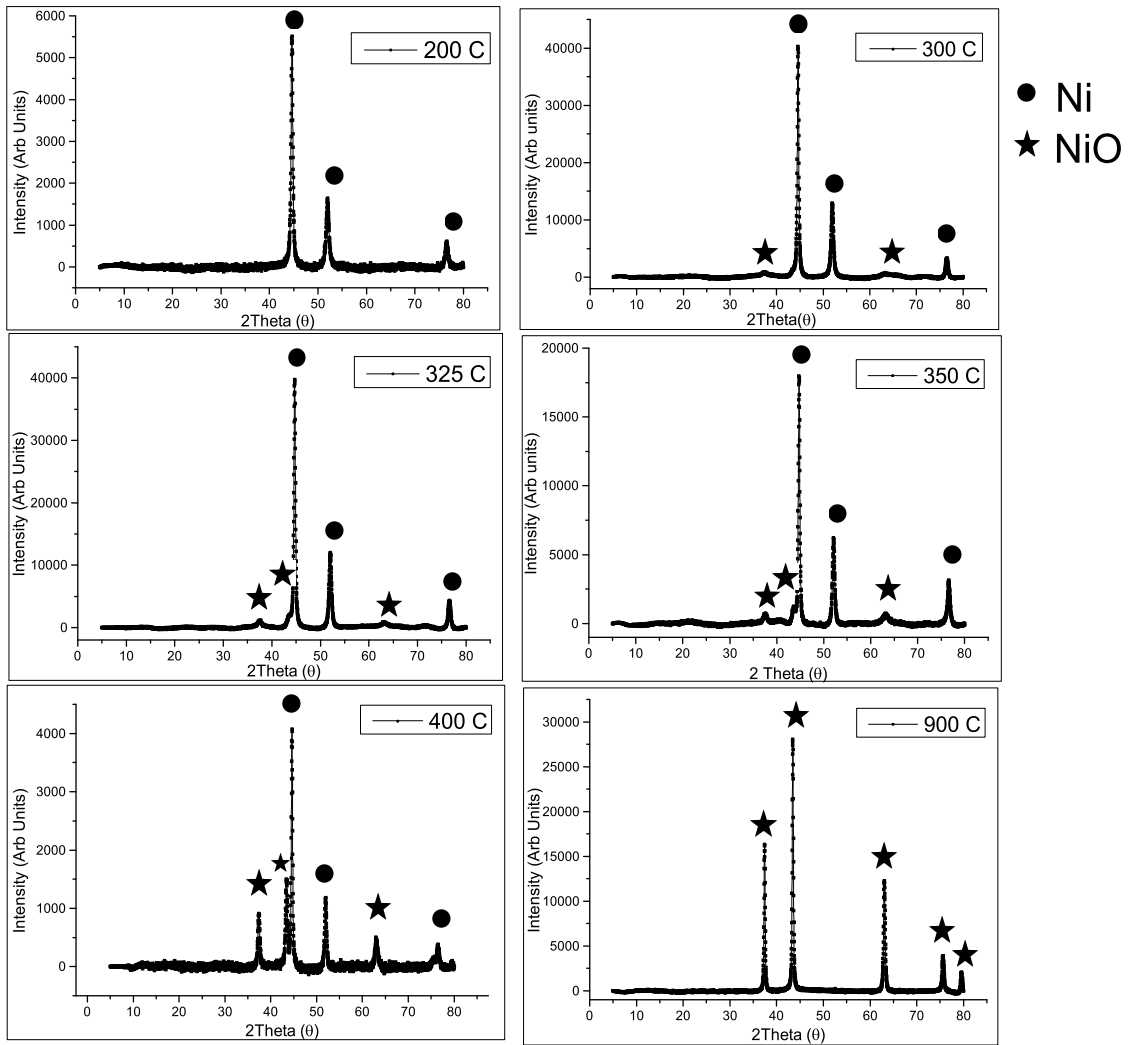 200 C
6000
5000
4000
3000
2000
1000
0
Intensity (Arb Units)
0 10 20 30 40 50 60 70 80
2Theta (θ)
300 C
40000
30000
20000
10000
0
Intensity (Arb units)
0 10 20 30 40 50 60 70 80
2Theta(θ)
Ni
NiO
325 C
40000
30000
20000
10000
0
Intensity (Arb Units)
0 10 20 30 40 50 60 70 80
2Theta (θ)
350 C
20000
15000
10000
5000
0
Intensity (Arb units)
0 10 20 30 40 50 60 70 80
2 Theta (θ)
400 C
4000
3000
2000
1000
0
Intensity (Arb Units)
0 10 20 30 40 50 60 70 80
2Theta (θ)
900 C
30000
25000
20000
15000
10000
5000
0
Intensity (Arb Units)
0 10 20 30 40 50 60 70 80
2Theta (θ)